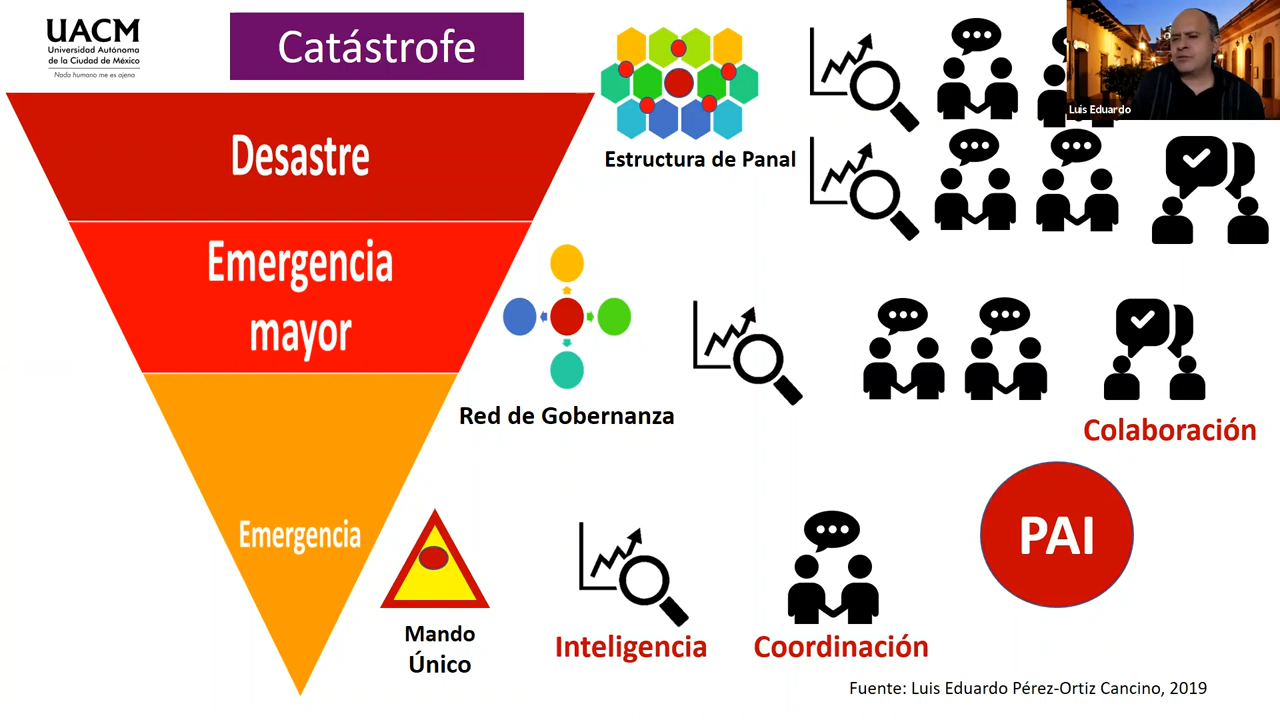 UACM
Universidad Autónoma
de la Ciudad de México
Nada humano me es ajeno
Catástrofe
Luis Eduardo
Desastre
Estructura de Panal
Emergencia
mayor
Red de Gobernanza
Colaboración
Emergencia
PAI
Mando
Único
Inteligencia
Coordinación
Fuente: Luis Eduardo Pérez-Ortiz Cancino, 2019